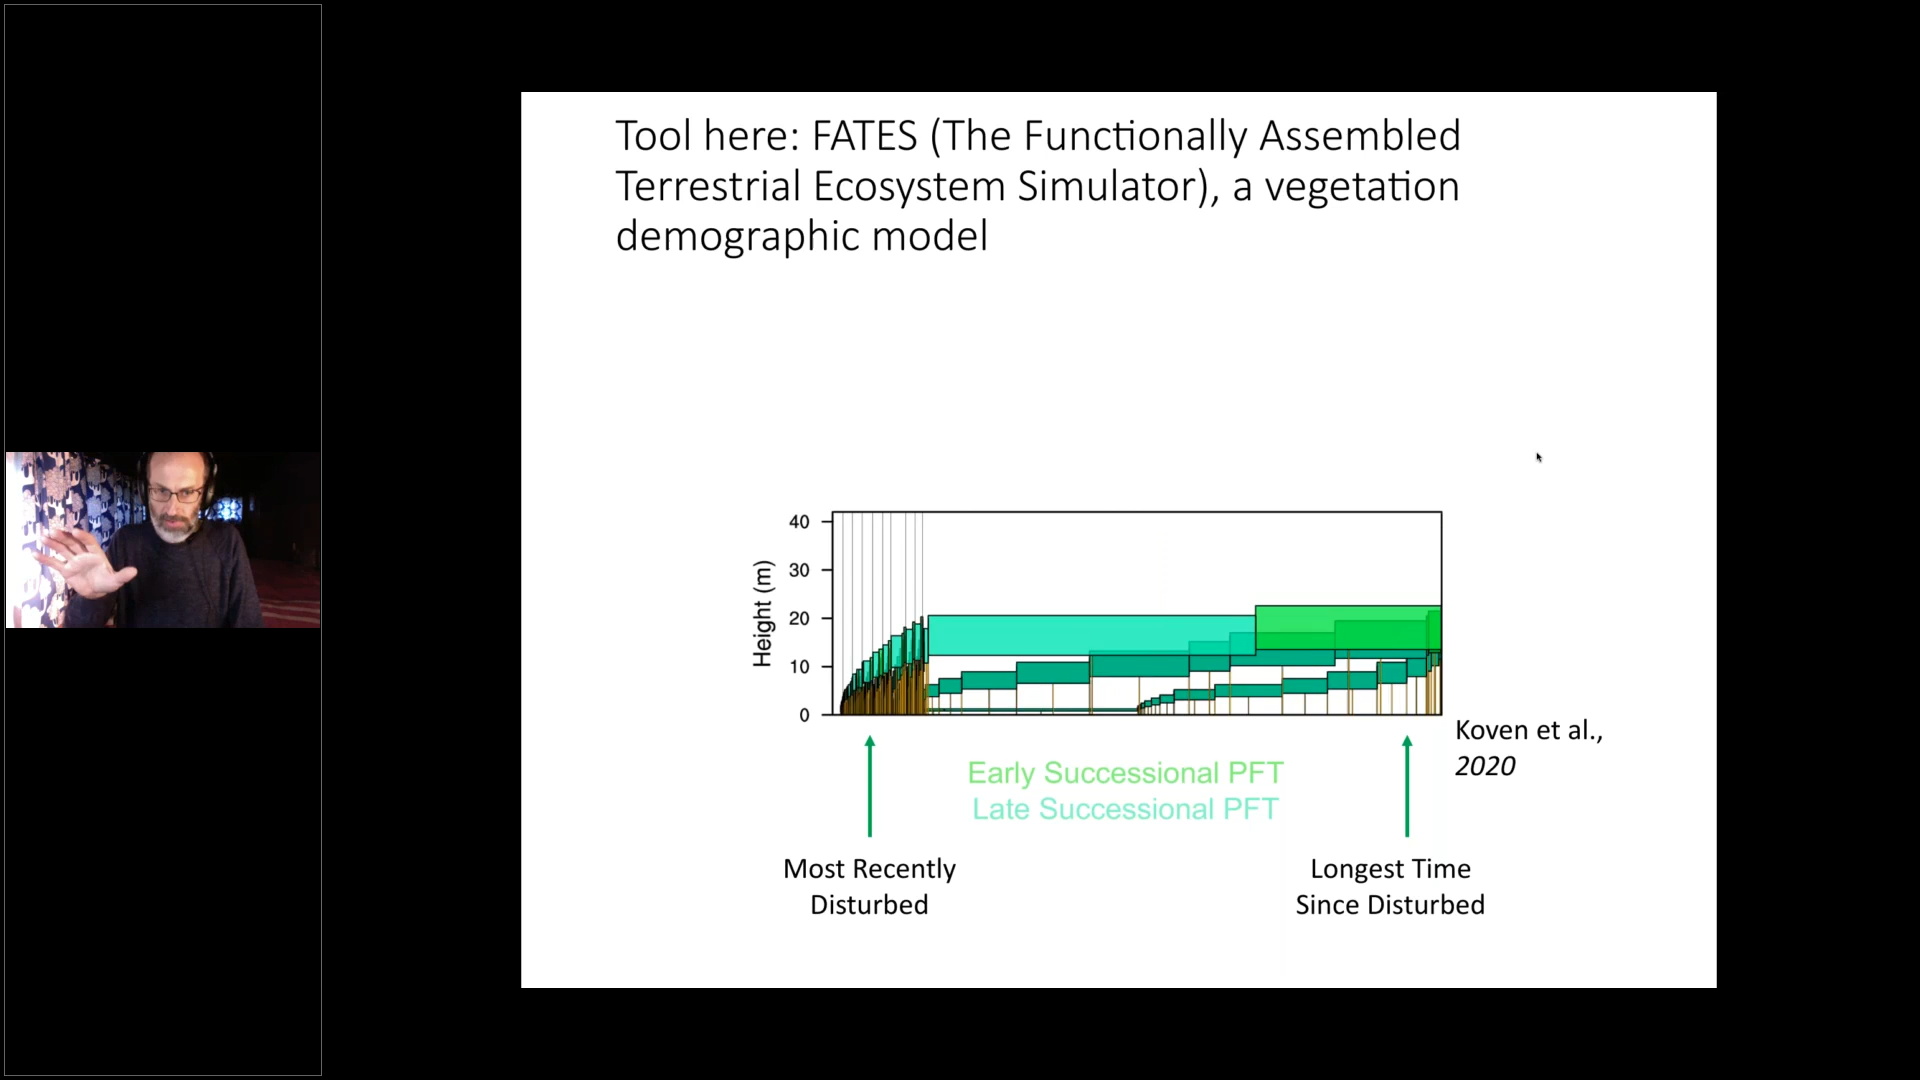 Tool here: FATES (The Functionally Assembled
Terrestrial Ecosystem Simulator), a vegetation
demographic model
40
30
20
10
0
Height (m)
Koven et al.,
2020
Early Successional PFT
Late Successional PFT
Most Recently
Disturbed
Longest Time
Since Disturbed